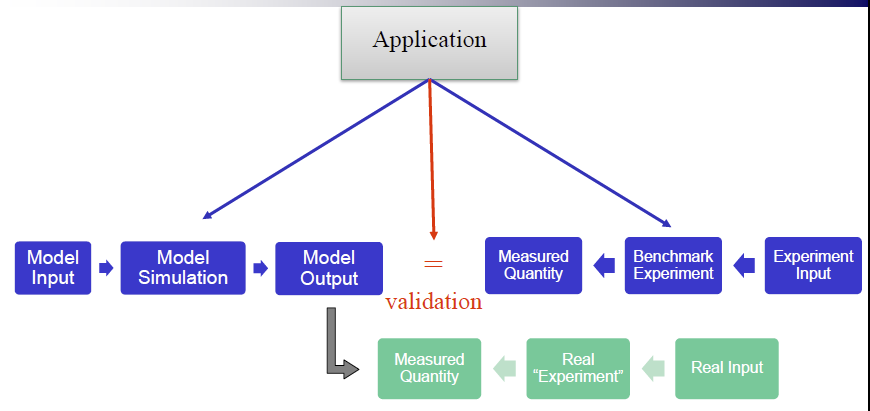 Application
Model
Input
Model
Simulation
Model
Output
=
validation
Measured
Quantity
Benchmark
Experiment
Experiment
Input
Measured
Quantity
Real
“Experiment”
Real Input